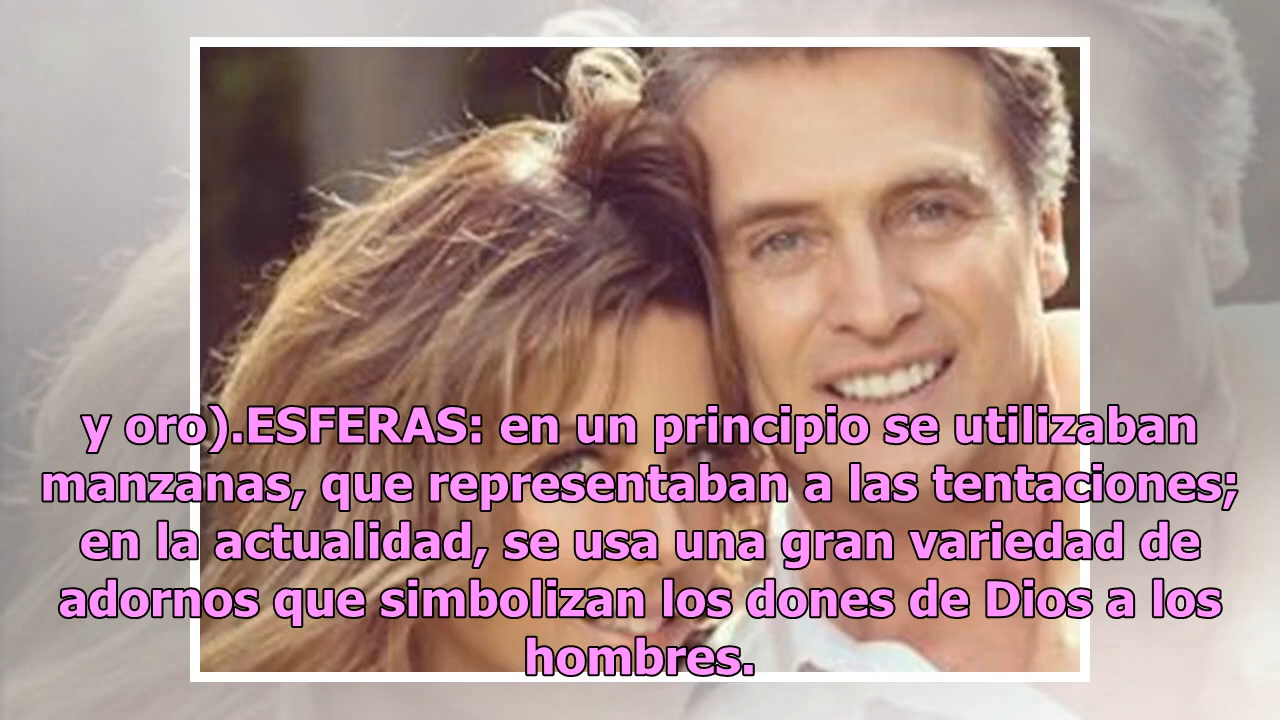 y oro).ESFERAS: en un principio se utilizaban
manzanas, que representaban a las tentaciones;
en la actualidad, se usa una gran variedad de
adornos que simbolizan los dones de Dios a los
hombres.